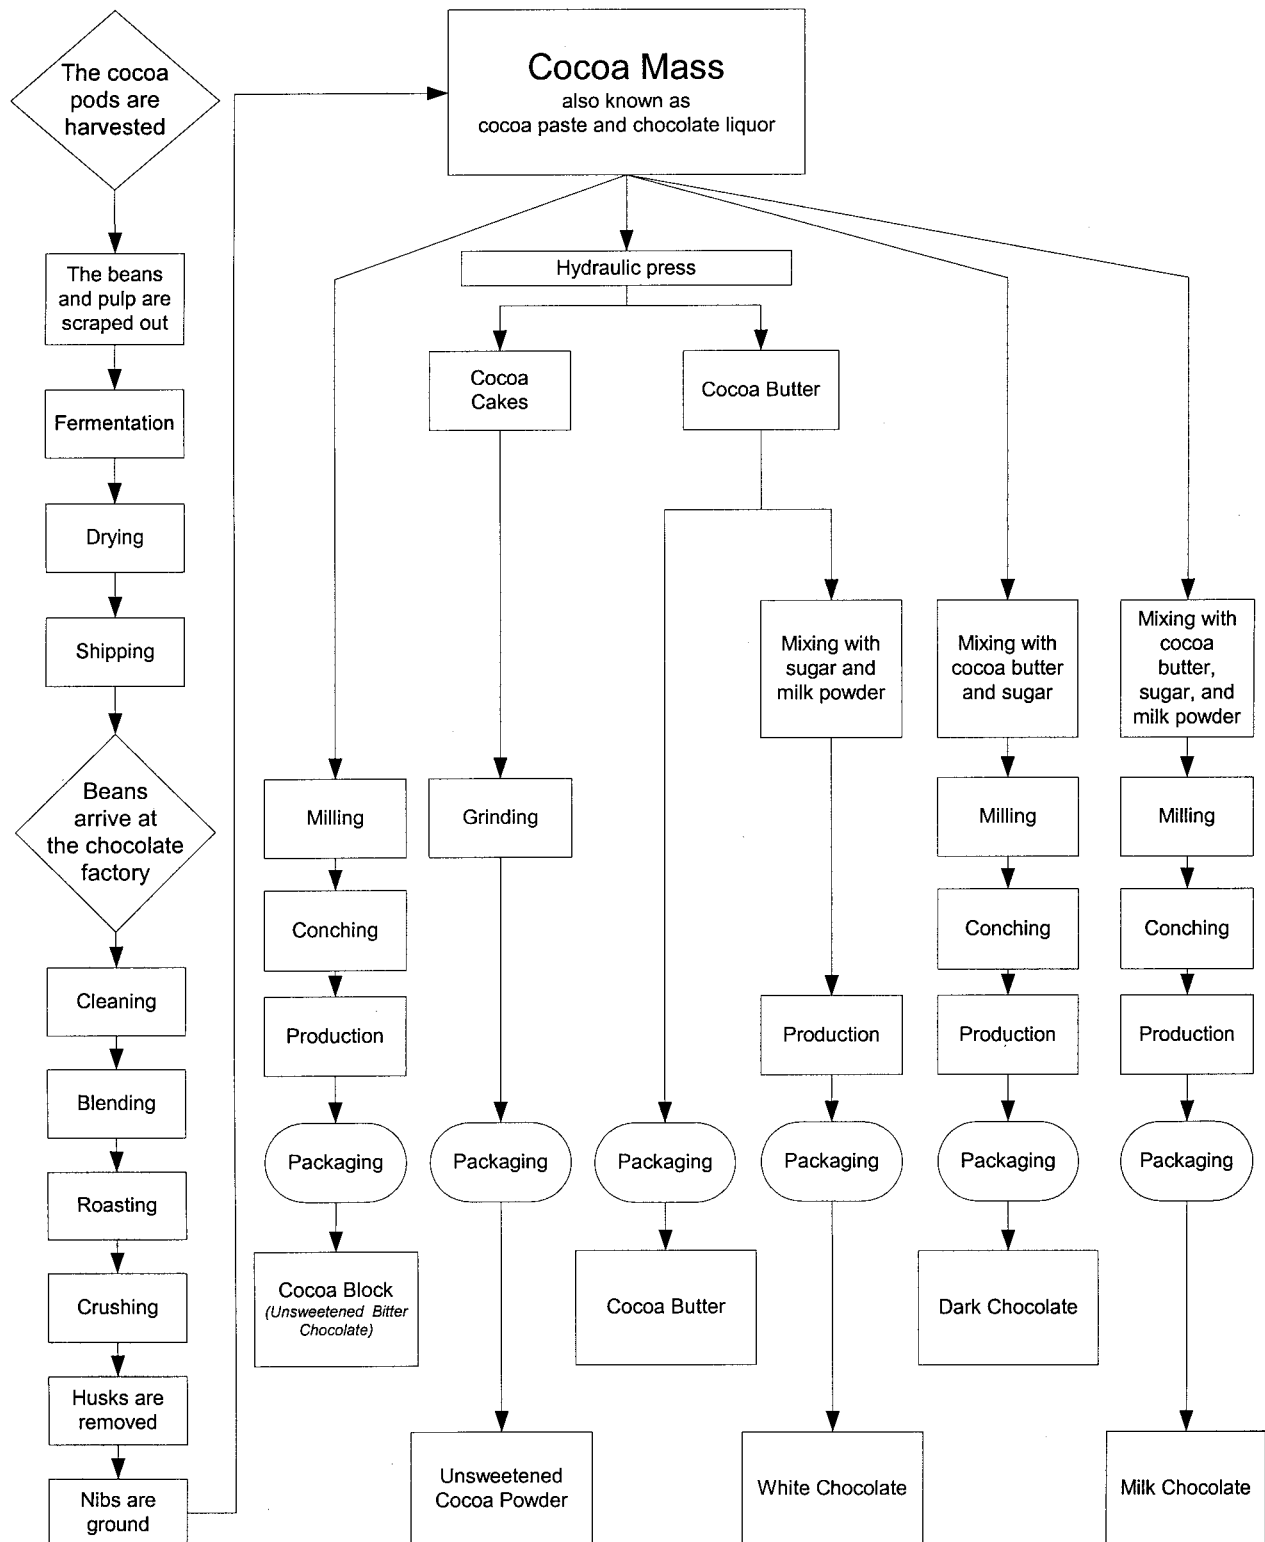 The cocoa
pods are
harvested
The beans
and pulp are
scraped out
Fermentation
Drying
Shipping
Beans
arrive at
the chocolate
factory
Cleaning
Blending
Roasting
Crushing
Husks are
removed
Nibs are
ground
Cocoa Mass
also known as
cocoa paste and chocolate liquor
Hydraulic press
Cocoa
Cakes
Cocoa Butter
Mixing with
sugar and
milk powder
Mixing with
cocoa butter
and sugar
Mixing with
cocoa
butter,
sugar, and
milk powder
Milling
Grinding
Milling
Milling
Conching
Conching
Conching
Production
Production
Production
Production
Packaging
Packaging
Packaging
Packaging
Packaging
Packaging
Cocoa Block
(Unsweetened Bitter
Chocolate)
Cocoa Butter
Dark Chocolate
Unsweetened
Cocoa Powder
White Chocolate
Milk Chocolate